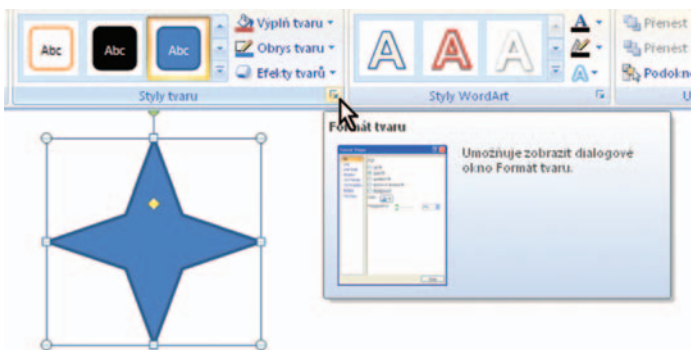 Abc Abc Abc
Výplň tvaru
Obrys tvaru
Efekty tvarů
Styly tvaru
A A A
A
A
Styly WordArt
Přenést
Přenést
Podokno
U
Formát tvaru
Umožňuje zobrazit dialogové
okno Formát tvaru.